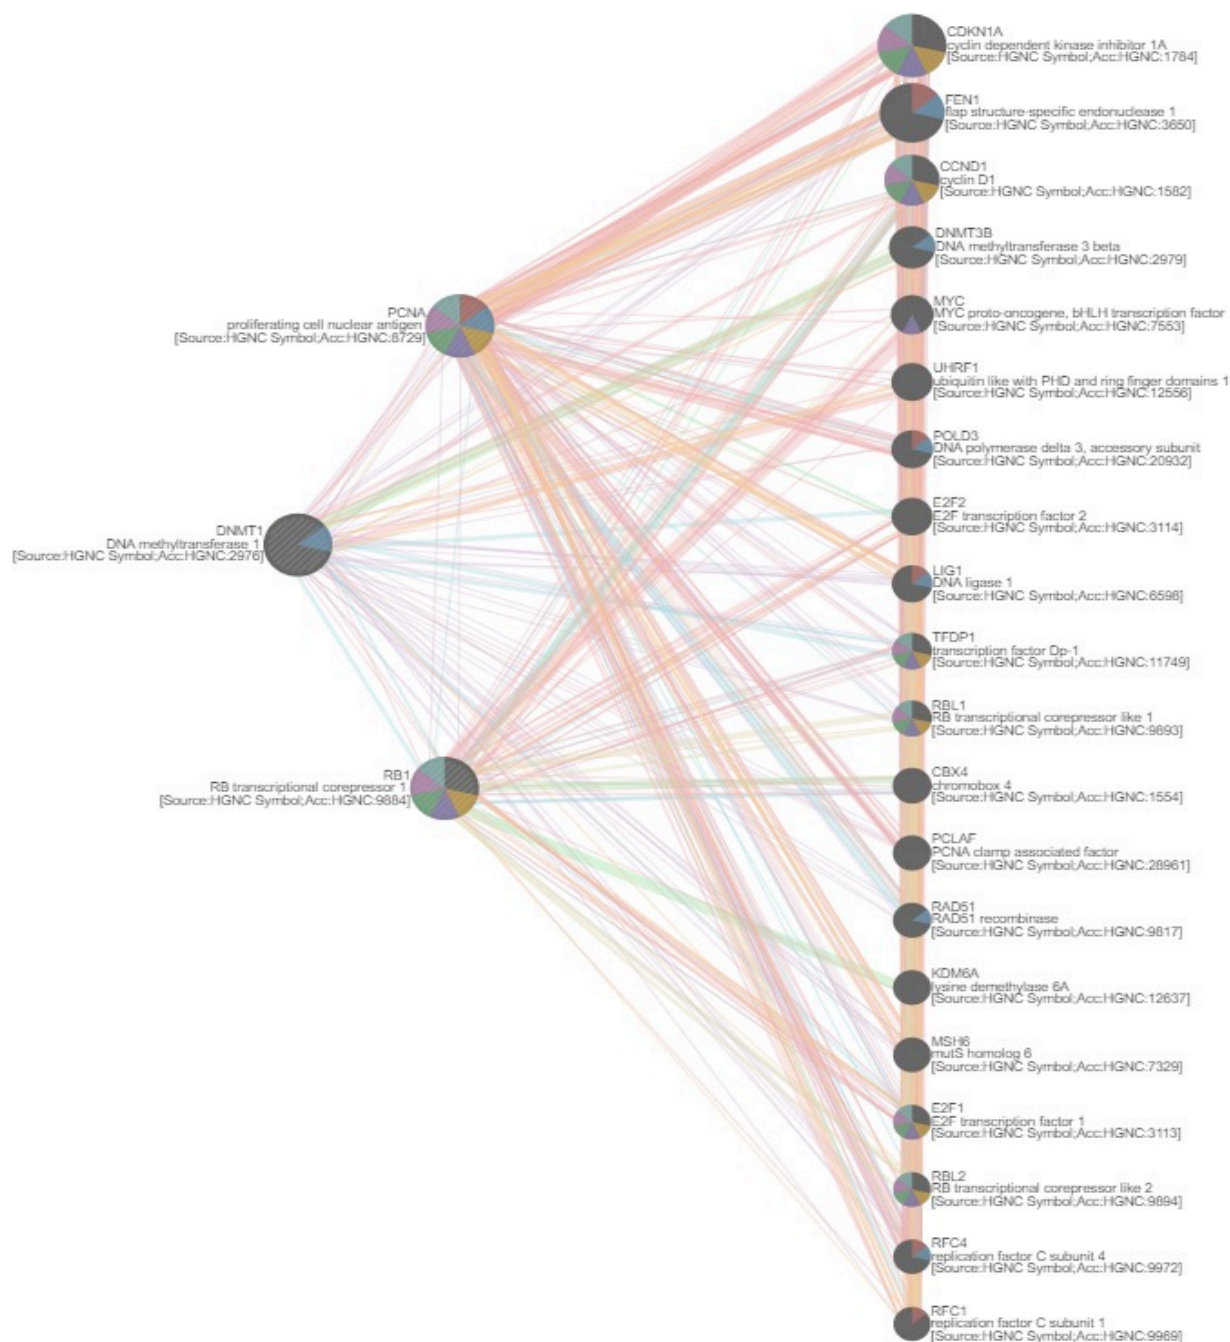 PCNA
proliferating cell nuclear antigen
[Source:HGNC Symbol;Acc:HGNC:8729]
DNMT1
DNA methyltransferase 1
[Source:HGNC Symbol;Acc:HGNC:2976]
RB1
RB transcriptional corepressor 1
[Source:HGNC Symbol;Acc:HGNC:9884]
CDKN1A
cyclin dependent kinase inhibitor 1A
[Source:HGNC Symbol;Acc:HGNC:1784]
FEN1
flap structure-specific endonuclease 1
[Source:HGNC Symbol;Acc:HGNC:3650]
CCND1
cyclin D1
[Source:HGNC Symbol;Acc:HGNC:1582]
DNMT3B
DNA methyltransferase 3 beta
[Source:HGNC Symbol;Acc:HGNC:2979]
MYC
MYC proto-oncogene, bHLH transcription factor
[Source:HGNC Symbol;Acc:HGNC:7553]
UHRF1
ubiquitin like with PHD and ring finger domains 1
[Source:HGNC Symbol;Acc:HGNC:12556]
POLD3
DNA polymerase delta 3, accessory subunit
[Source:HGNC Symbol;Acc:HGNC:20932]
E2F2
E2F transcription factor 2
[Source:HGNC Symbol;Acc:HGNC:3114]
LIG1
DNA ligase 1
[Source:HGNC Symbol;Acc:HGNC:6598]
TFDP1
transcription factor Dp-1
[Source:HGNC Symbol;Acc:HGNC:11749]
RBL1
RB transcriptional corepressor like 1
[Source:HGNC Symbol;Acc:HGNC:9893]
CBX4
chromobox 4
[Source:HGNC Symbol;Acc:HGNC:1554]
PCLAF
PCNA clamp associated factor
[Source:HGNC Symbol;Acc:HGNC:28961]
RAD51
RAD51 recombinase
[Source:HGNC Symbol;Acc:HGNC:9817]
KDM6A
lysine demethylase 6A
[Source:HGNC Symbol;Acc:HGNC:12637]
MSH6
mutS homolog 6
[Source:HGNC Symbol;Acc:HGNC:7329]
E2F1
E2F transcription factor 1
[Source:HGNC Symbol;Acc:HGNC:3113]
RBL2
RB transcriptional corepressor like 2
[Source:HGNC Symbol;Acc:HGNC:9894]
RFC4
replication factor C subunit 4
[Source:HGNC Symbol;Acc:HGNC:9972]
RFC1
replication factor C subunit 1
[Source:HGNC Symbol;Acc:HGNC:9969]